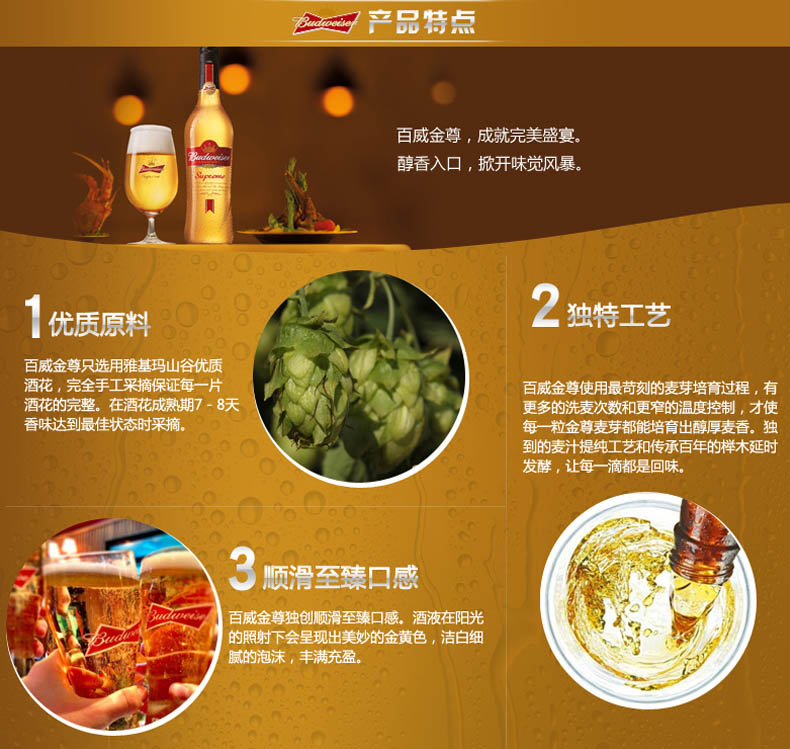 Budweiser 产品特点
百威金尊，成就完美盛宴。
醇香入口，掀开味觉风暴。
Budweiser
Supreme
1 优质原料
百威金尊只选用雅基玛山谷优质
酒花，完全手工采摘保证每一片
酒花的完整。在酒花成熟期7－8天
香味达到最佳状态时采摘。
2 独特工艺
百威金尊使用最苛刻的麦芽培育过程，有
更多的洗麦次数和更窄的温度控制，才使
每一粒金尊麦芽都能培育出醇厚麦香。独
到的麦汁提纯工艺和传承百年的榉木延时
发酵，让每一滴都是回味。
3 顺滑至臻口感
百威金尊独创顺滑至臻口感。酒液在阳光
的照射下会呈现出美妙的金黄色，洁白细
腻的泡沫，丰满充盈。
Budweiser
Budweiser